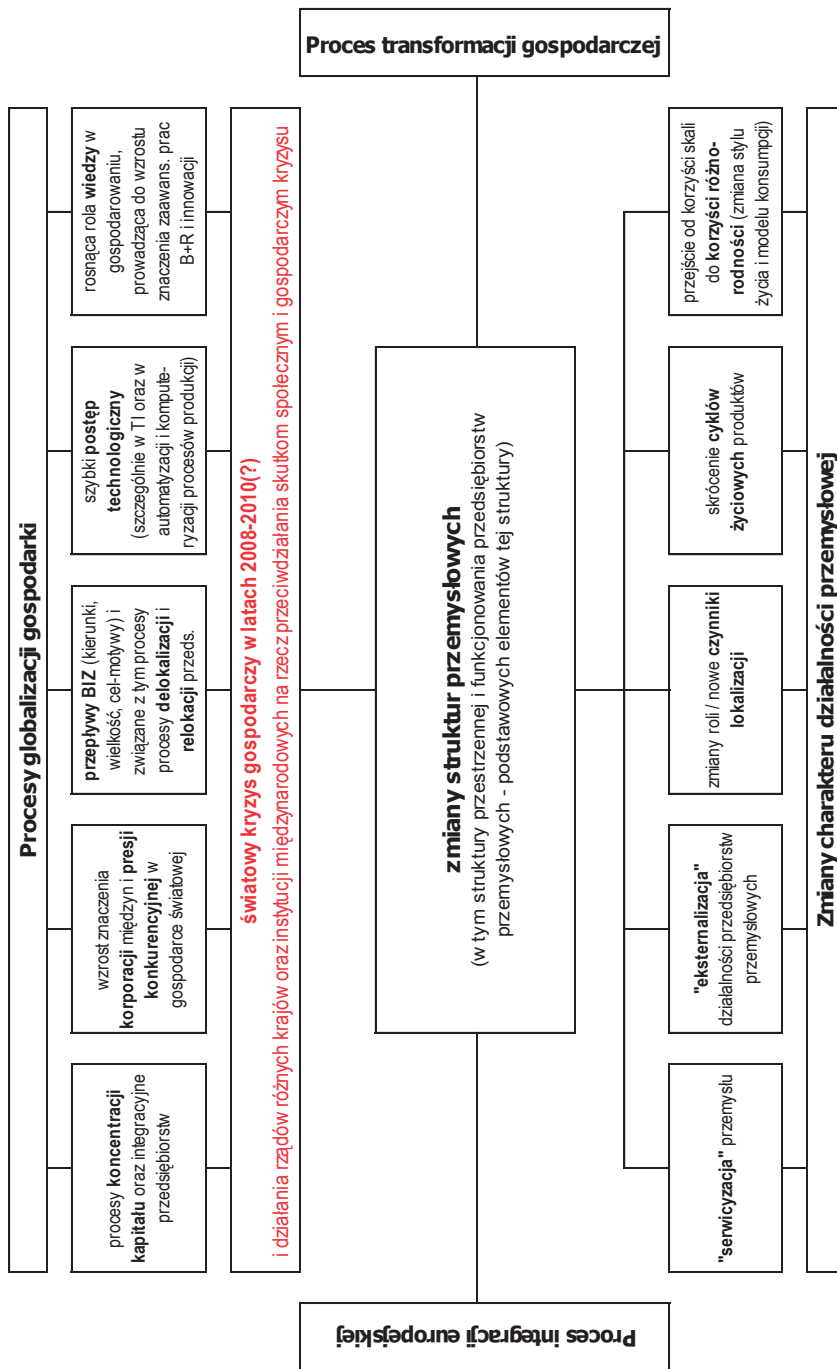 Procesy globalizacji gospodarki
procesy koncentracji
kapitału oraz integracyjne
przedsiębiorstw
wzrost znaczenia
korporacji międzyn i presji
konkurencyjnej w
gospodarce światowej
przepływy BIZ (kierunki,
wielkość, cel-motywy) i
związane z tym procesy
procesy delokalizacji i
relokacji przeds.
szybki postęp
technologiczny
(szczególnie w TI oraz w
automatyzacji i kompute-
ryzacji procesów produkcji)
rosnąca rola wiedzy w
gospodarowaniu,
prowadząca do wzrostu
znaczenia zaawans. prac
B+R i innowacji
światowy kryzys gospodarczy w latach 2008-2010(?)
i działania rządów różnych krajów oraz instytucji międzynarodowych na rzecz przeciwdziałania skutkom społecznym i gospodarczym kryzysu
Proces integracji europejskiej
zmiany struktur przemysłowych
(w tym struktury przestrzennej i funkcjonowania przedsiębiorstw
przemysłowych - podstawowych elementów tej struktury)
Proces transformacji gospodarczej
"serwicyzacja" przemysłu
"eksternalizacja"
działalności przedsiębiorstw
przemysłowych
zmiany roli / nowe czynniki
lokalizacji
skrócenie cyklów
życiowych produktów
przejście od korzyści skali
do korzyści różno-
rodności (zmiana stylu
życia i modelu konsumpcji)
Zmiany charakteru działalności przemysłowej